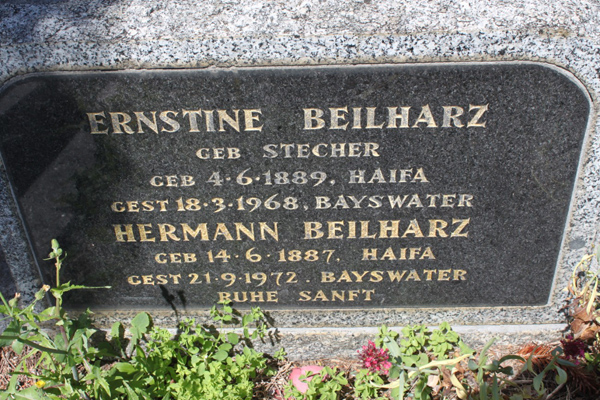 ERNSTINE BEILHARZ
GEB STECHER
GEB 4·6·1889, HAIFA
GEST 18·3·1968, BAYSWATER
HERMANN BEILHARZ
GEB 14·6·1887. HAIFA
GEST 21·9·1972. BAYSWATER
RUHE SANFT